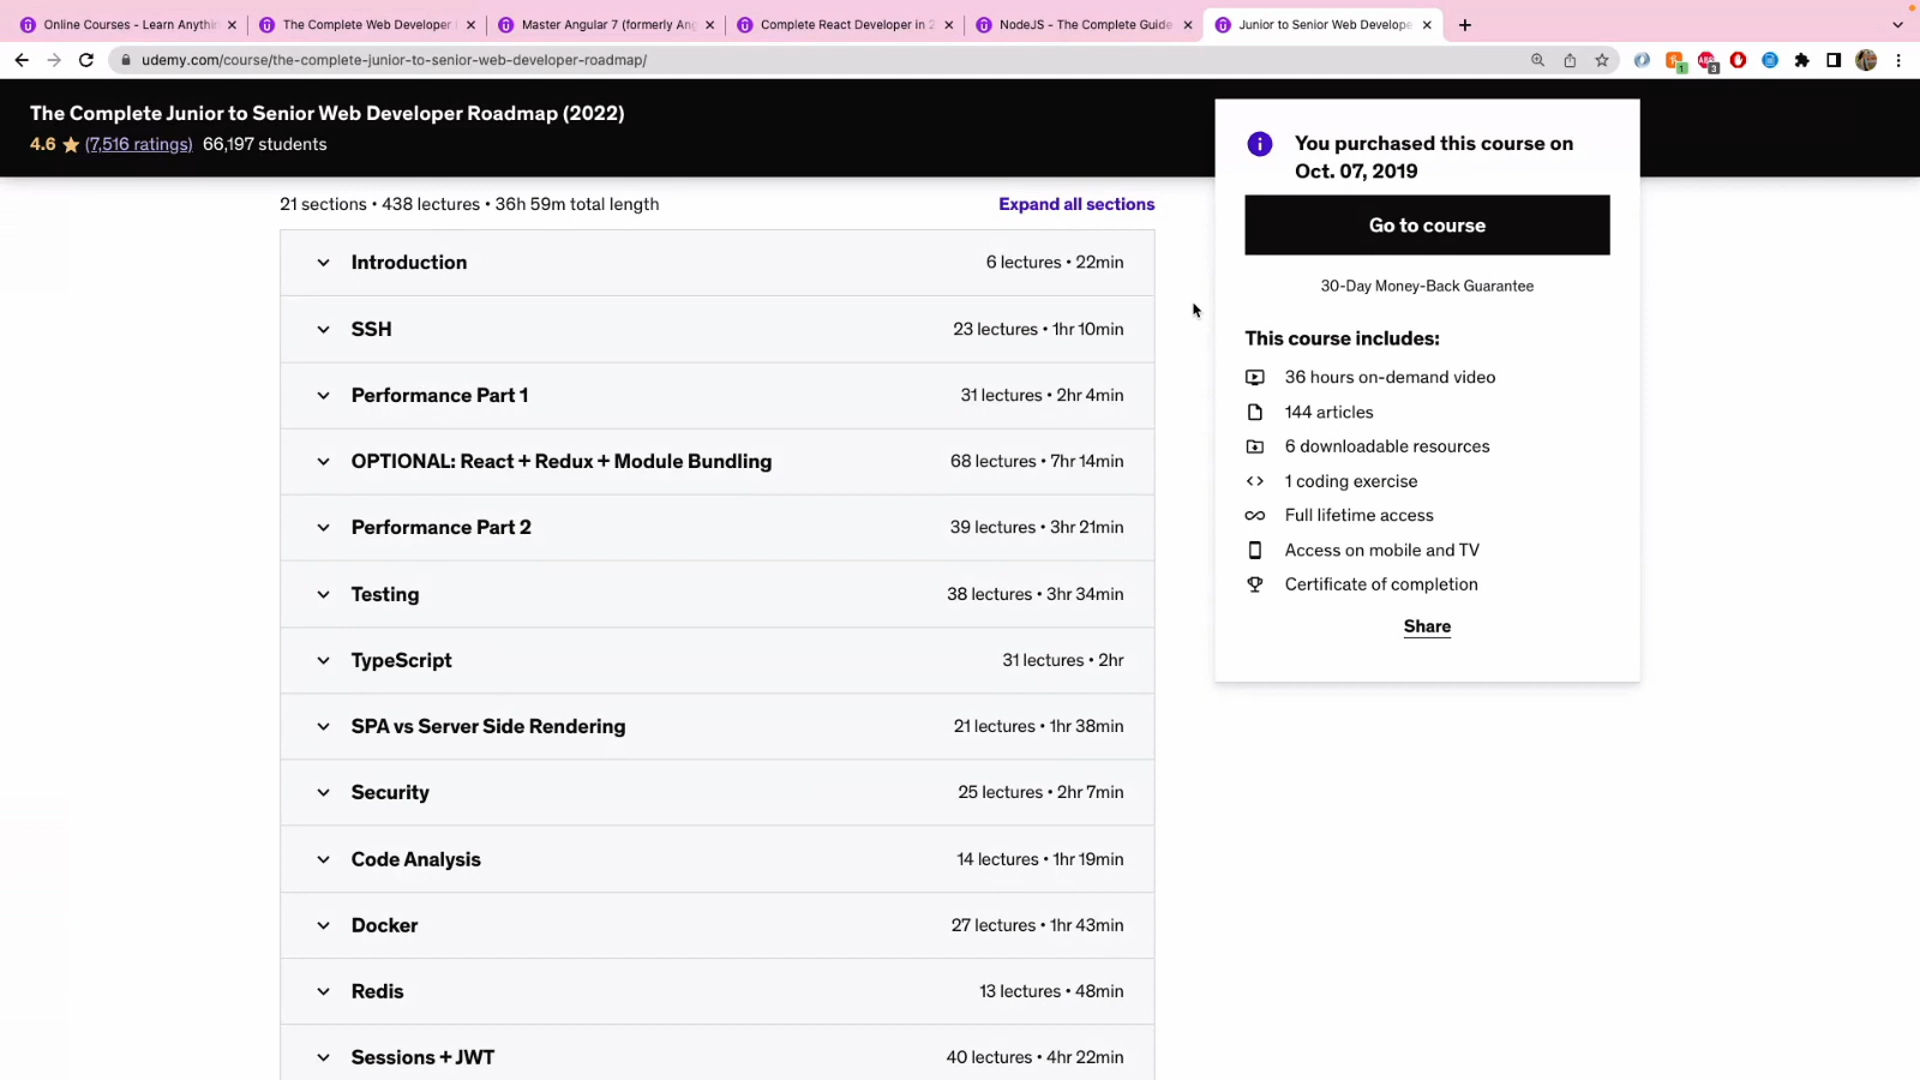 Online Courses - Learn Anythin
The Complete Web Developer i
Master Angular 7 (formerly Ang
Complete React Developer in 2
NodeJS - The Complete Guide
Junior to Senior Web Develope
udemy.com/course/the-complete-junior-to-senior-web-developer-roadmap/
1
ABP
3
The Complete Junior to Senior Web Developer Roadmap (2022)
4.6 (7,516 ratings) 66,197 students
You purchased this course on
Oct. 07, 2019
Go to course
30-Day Money-Back Guarantee
This course includes:
36 hours on-demand video
144 articles
6 downloadable resources
1 coding exercise
Full lifetime access
Access on mobile and TV
Certificate of completion
Share
21 sections • 438 lectures • 36h 59m total length
Expand all sections
Introduction 6 lectures • 22min
SSH 23 lectures • 1hr 10min
Performance Part 1 31 lectures • 2hr 4min
OPTIONAL: React + Redux + Module Bundling 68 lectures • 7hr 14min
Performance Part 2 39 lectures • 3hr 21min
Testing 38 lectures • 3hr 34min
TypeScript 31 lectures • 2hr
SPA vs Server Side Rendering 21 lectures • 1hr 38min
Security 25 lectures • 2hr 7min
Code Analysis 14 lectures • 1hr 19min
Docker 27 lectures • 1hr 43min
Redis 13 lectures • 48min
Sessions + JWT 40 lectures • 4hr 22min